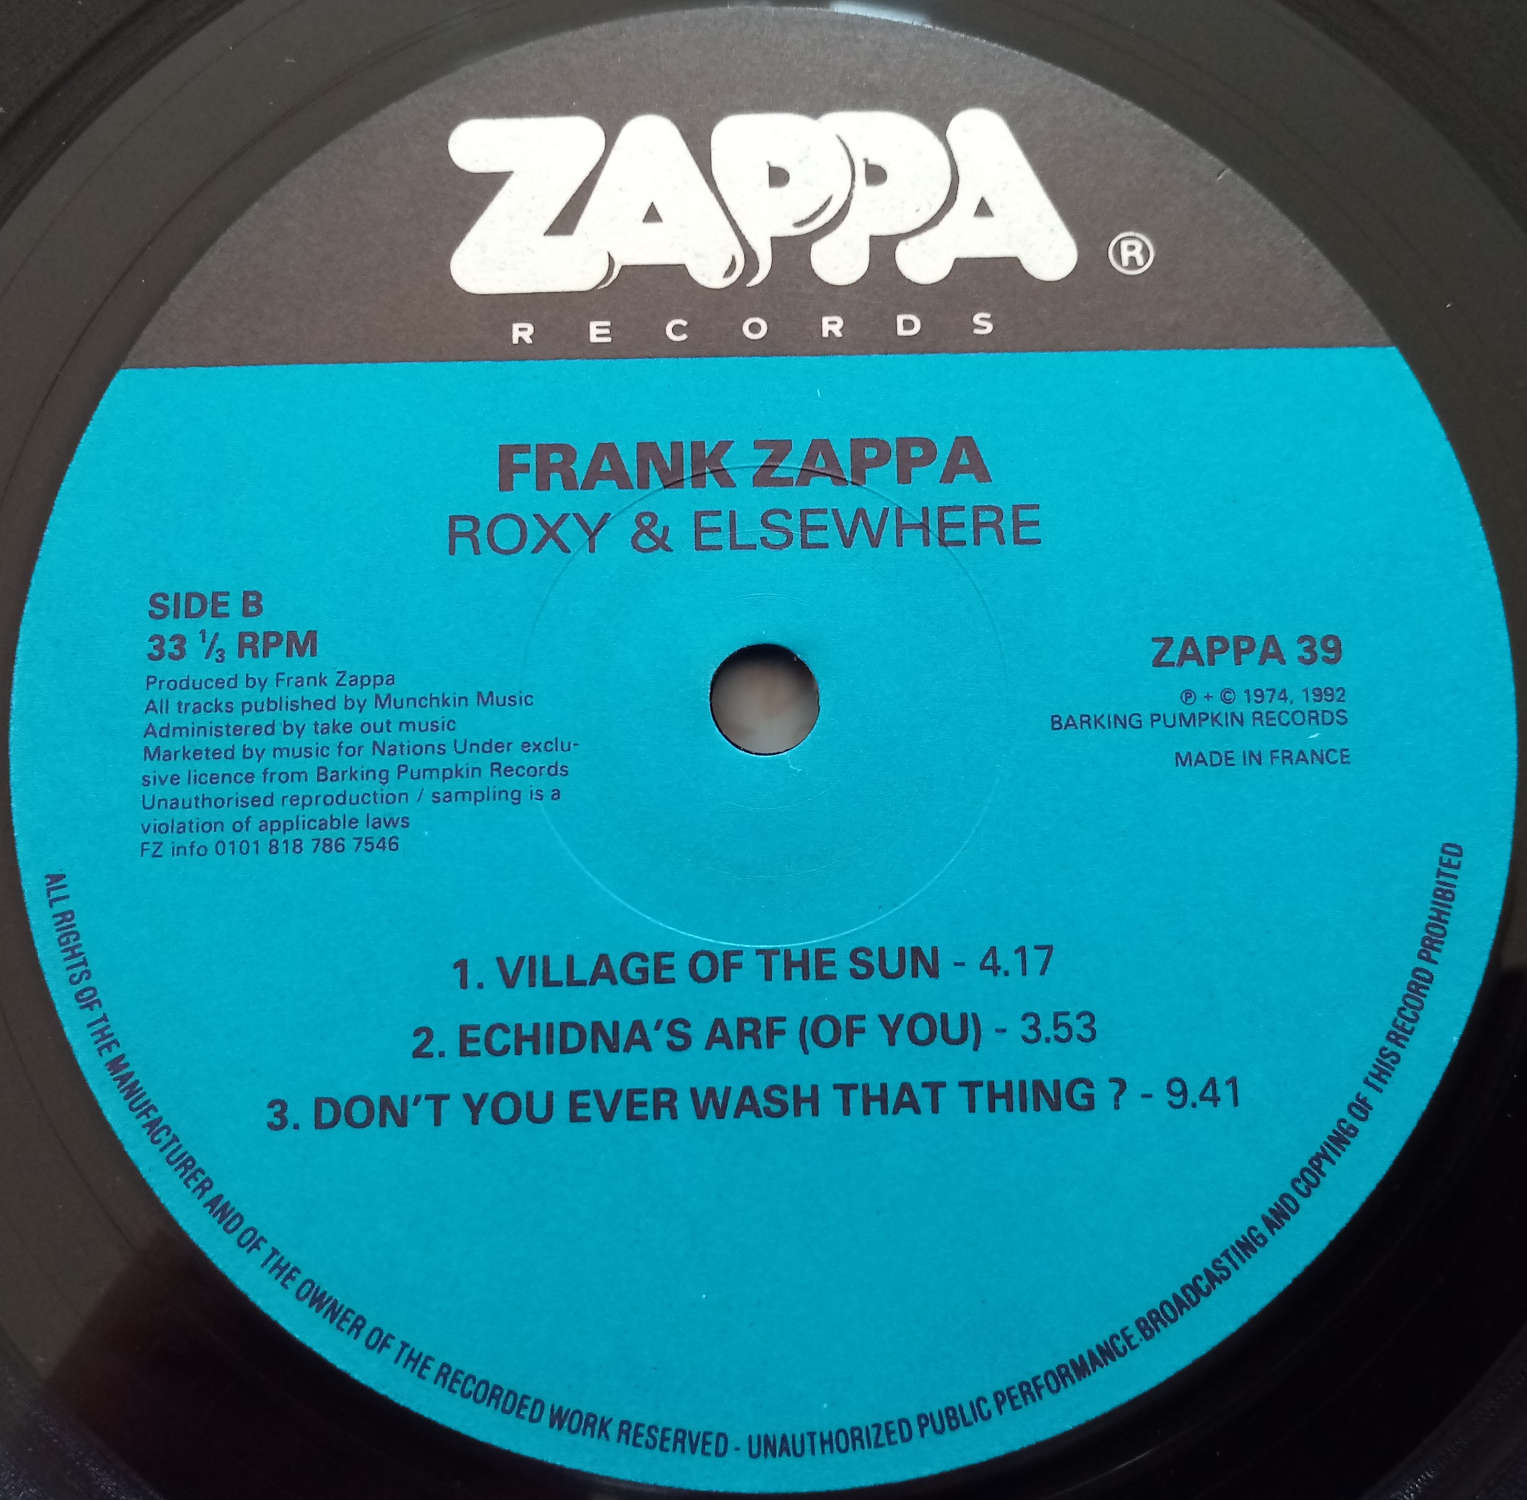 ZAPPA ®
RECORDS
FRANK ZAPPA
ROXY & ELSEWHERE
SIDE B
33 ⅓ RPM
Produced by Frank Zappa
All tracks published by Munchkin Music
Administered by take out music
Marketed by music for Nations Under exclu-
sive licence from Barking Pumpkin Records
Unauthorised reproduction / sampling is a
violation of applicable laws
FZ info 0101 818 786 7546
ZAPPA 39
℗ + © 1974, 1992
BARKING PUMPKIN RECORDS
MADE IN FRANCE
1. VILLAGE OF THE SUN - 4.17
2. ECHIDNA'S ARF (OF YOU) - 3.53
3. DON'T YOU EVER WASH THAT THING ? - 9.41
ALL RIGHTS OF THE MANUFACTURER AND OF THE OWNER OF THE RECORDED WORK RESERVED - UNAUTHORIZED PUBLIC PERFORMANCE.BROADCASTING AND COPYING OF THIS RECORD PROHIBITED